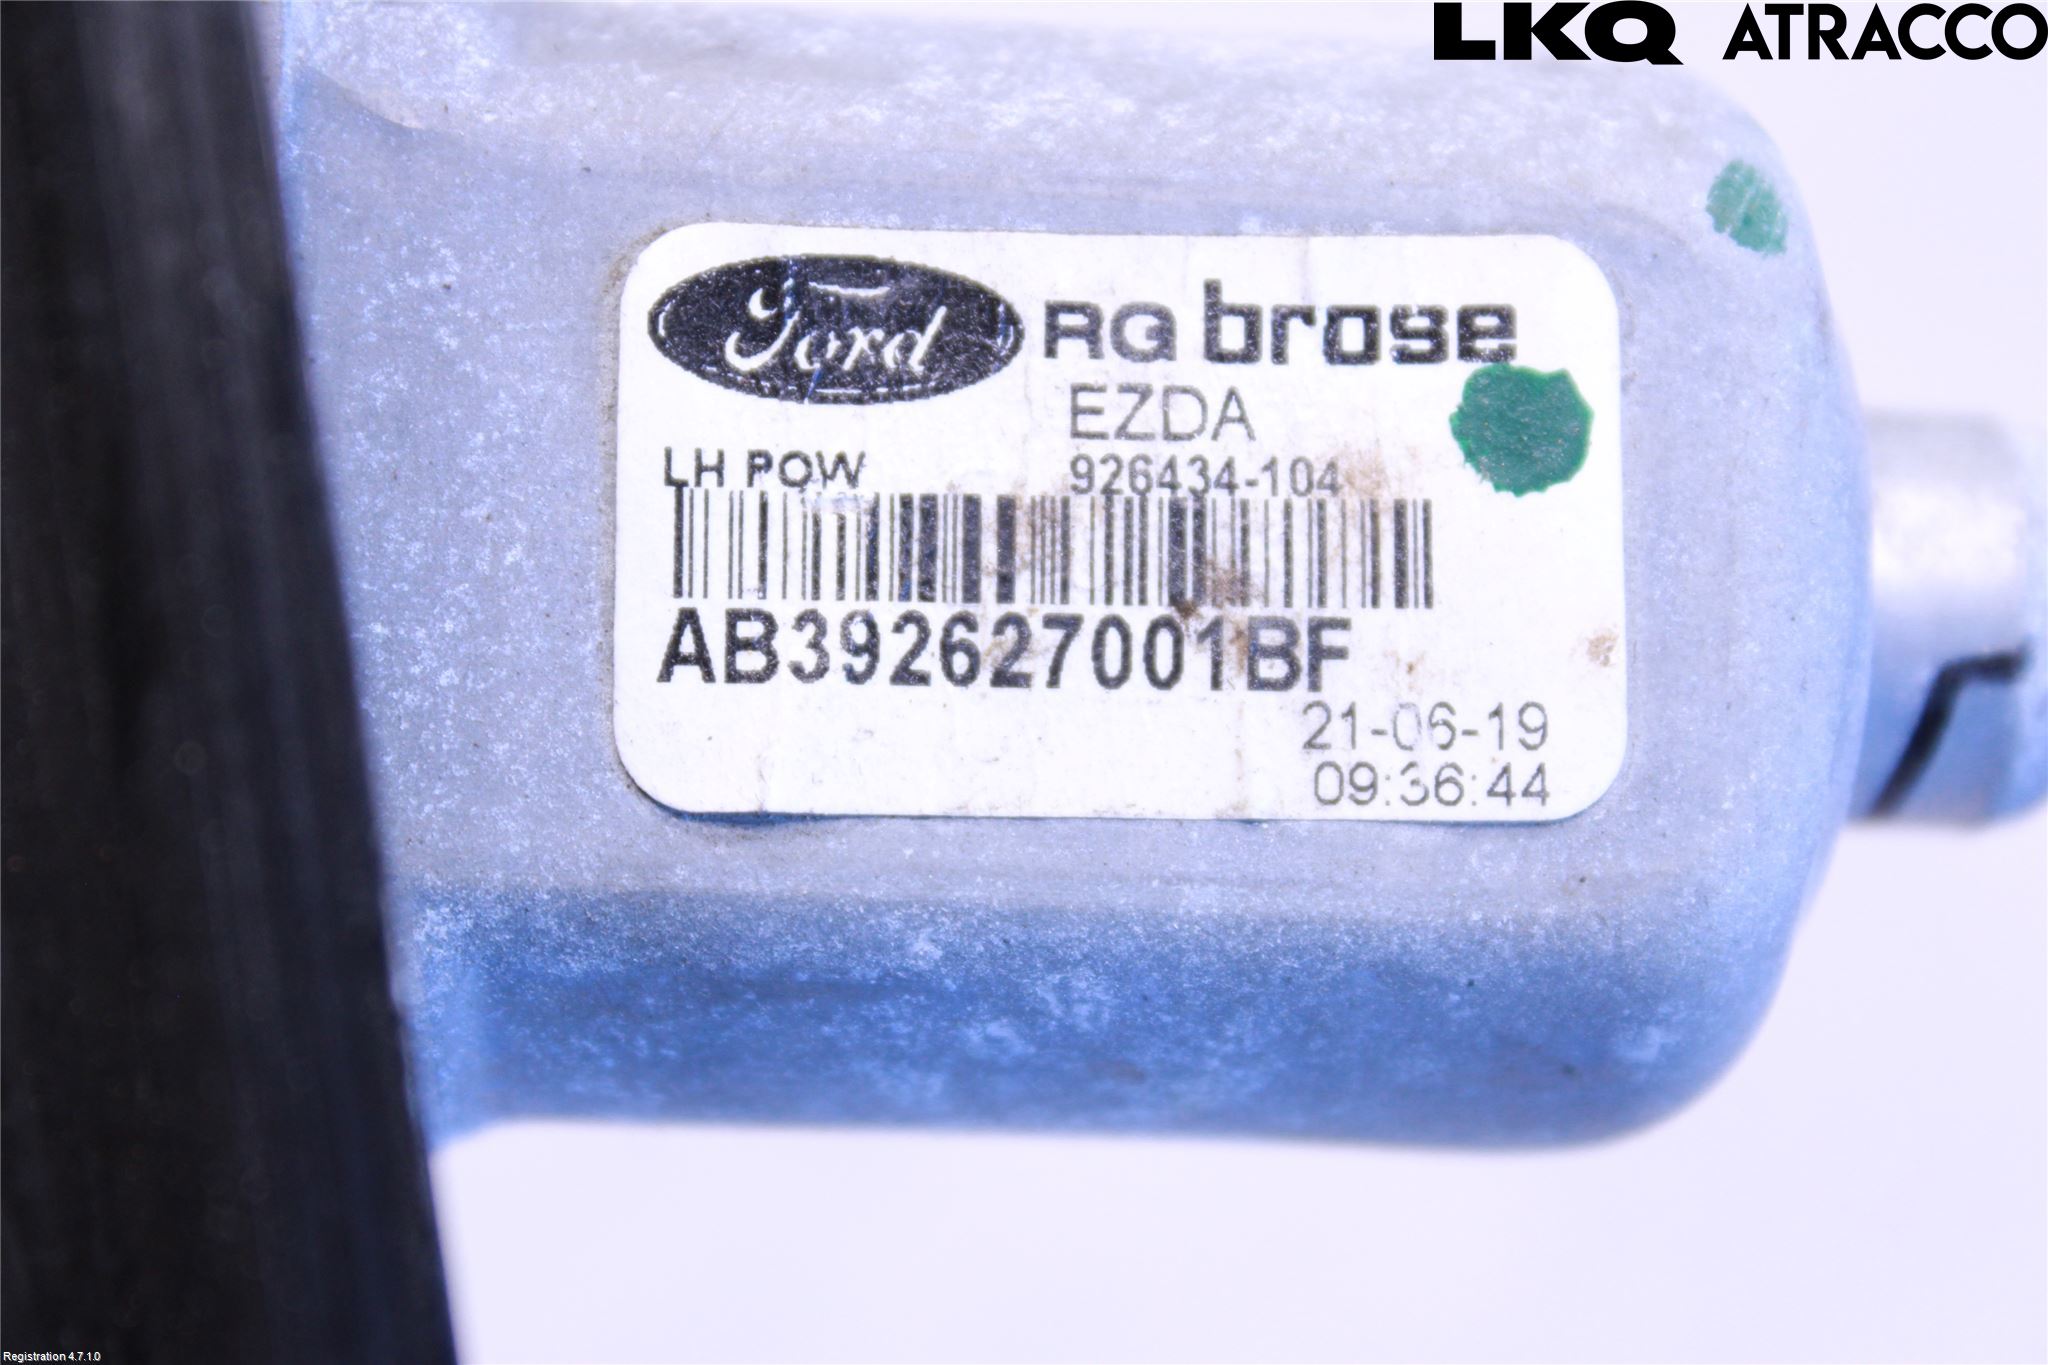 LKQ ATRACCO
Ford RG brose
EZDA
LH POW 926434-104
AB392627001BF
21-06-19
09:36:44
Registration 4.7.1.0